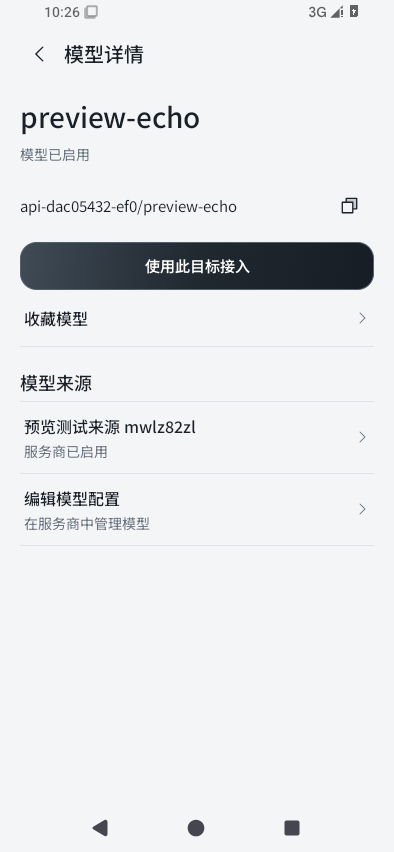 10:26
3G
模型详情
preview-echo
模型已启用
api-dac05432-ef0/preview-echo
使用此目标接入
收藏模型
模型来源
预览测试来源 mwlz82zl
服务商已启用
编辑模型配置
在服务商中管理模型